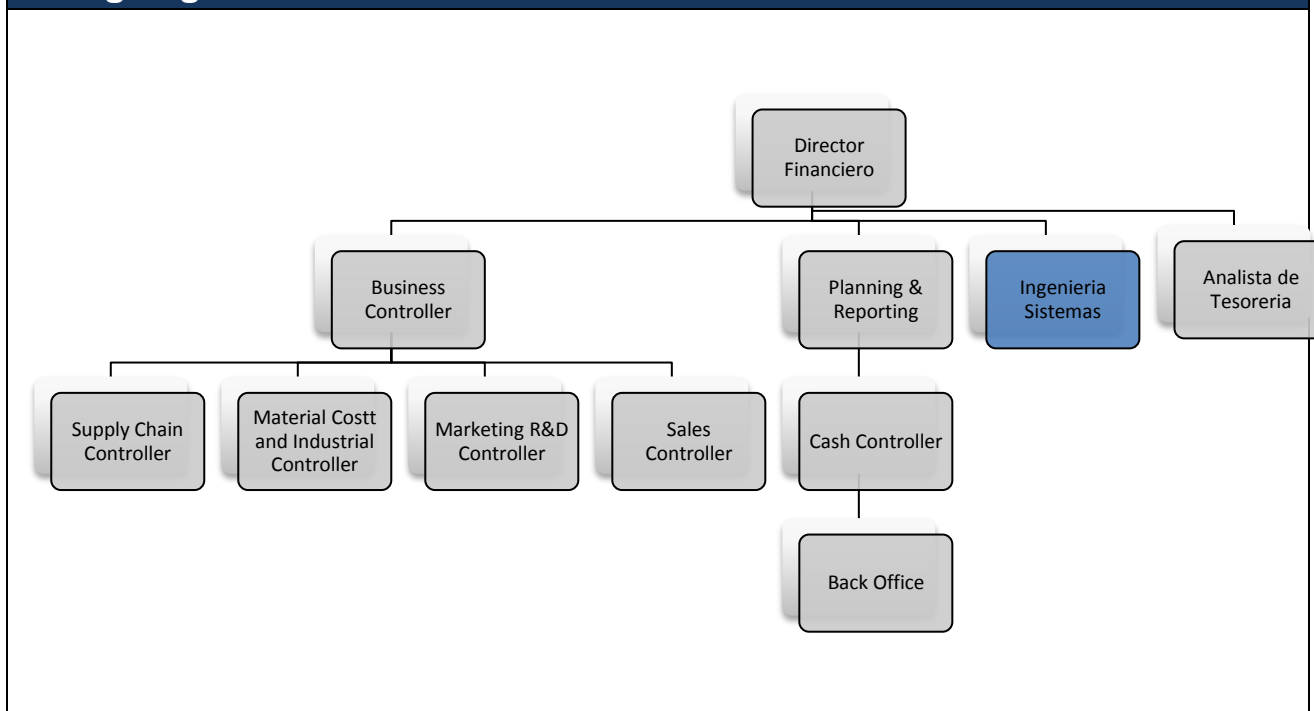 Director
Financiero
Business
Controller
Planning &
Reporting
Ingenieria
Sistemas
Analista de
Tesoreria
Supply Chain
Controller
Material Costt
and Industrial
Controller
Marketing R&D
Controller
Sales
Controller
Cash Controller
Back Office